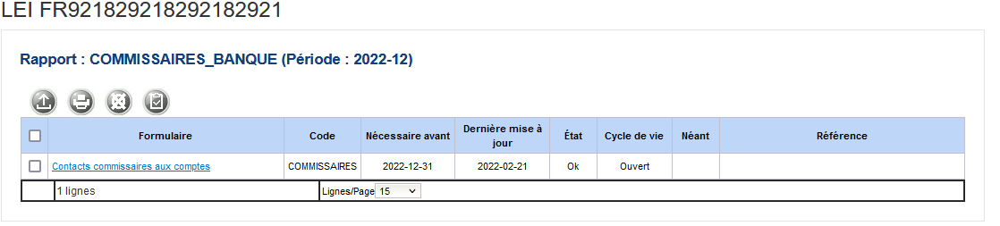 LEI FR921829218292182921
Rapport : COMMISSAIRES_BANQUE (Période : 2022-12)
Formulaire Code Nécessaire avant Dernière mise à jour État Cycle de vie Néant Référence
Contacts commissaires aux comptes COMMISSAIRES 2022-12-31 2022-02-21 Ok Ouvert
1 lignes Lignes/Page 15